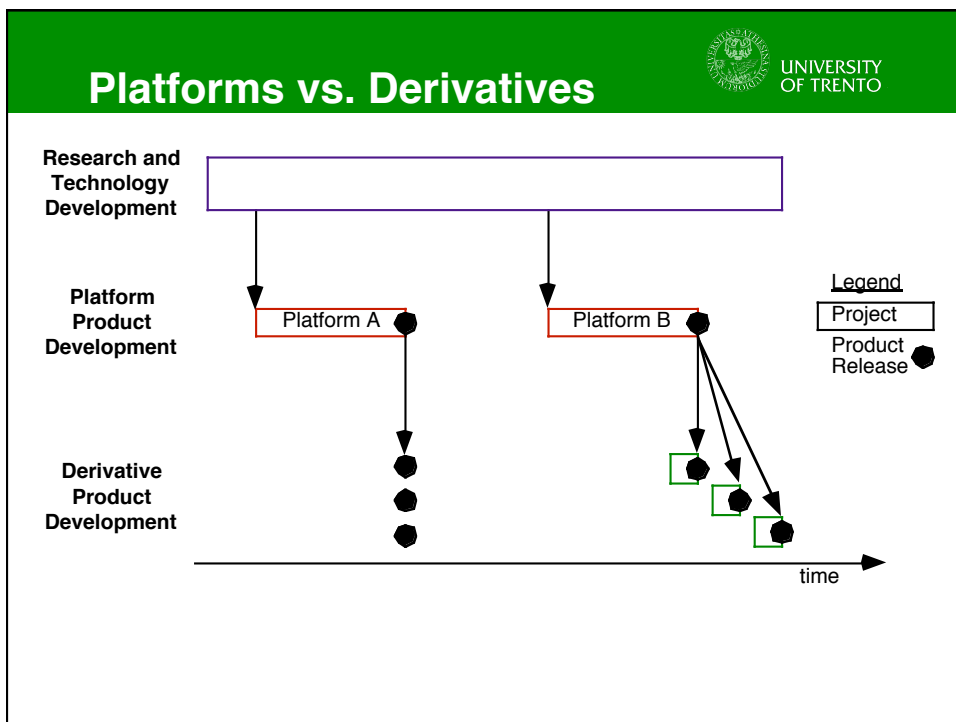 Platforms vs. Derivatives
UNIVERSITY
OF TRENTO
Research and
Technology
Development
Platform
Product
Development
Platform A
Platform B
Legend
Project
Product
Release
Derivative
Product
Development
time